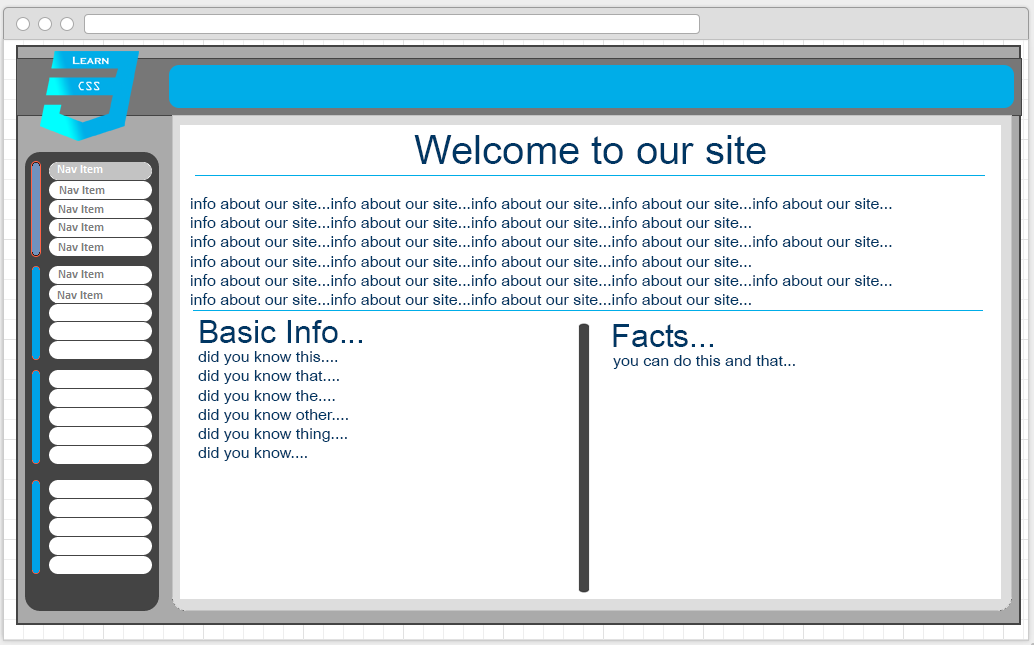 Learn
CSS
Nav Item
Nav Item
Nav Item
Nav Item
Nav Item
Nav Item
Nav Item
Welcome to our site
info about our site...info about our site...info about our site...info about our site...info about our site...
info about our site...info about our site...info about our site...info about our site...
info about our site...info about our site...info about our site...info about our site...info about our site...
info about our site...info about our site...info about our site...info about our site...
info about our site...info about our site...info about our site...info about our site...info about our site...
info about our site...info about our site...info about our site...info about our site...
Basic Info...
did you know this....
did you know that....
did you know the....
did you know other....
did you know thing....
did you know....
Facts...
you can do this and that...